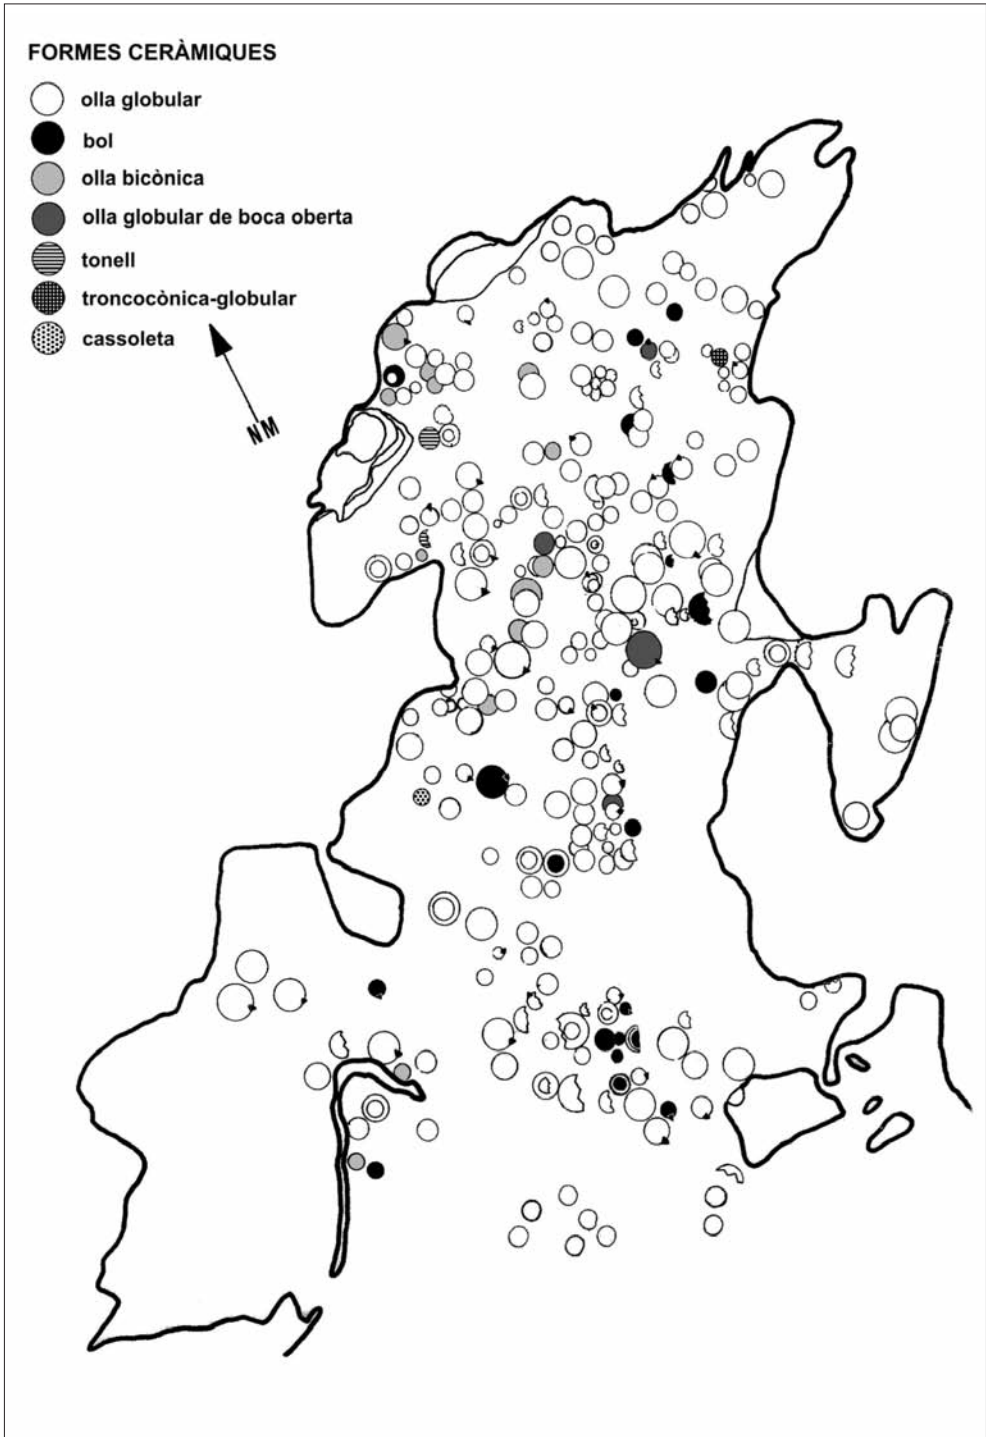 FORMES CERÀMIQUES
olla globular
bol
olla bicònica
olla globular de boca oberta
tonell
troncocònica-globular
cassoleta
NM